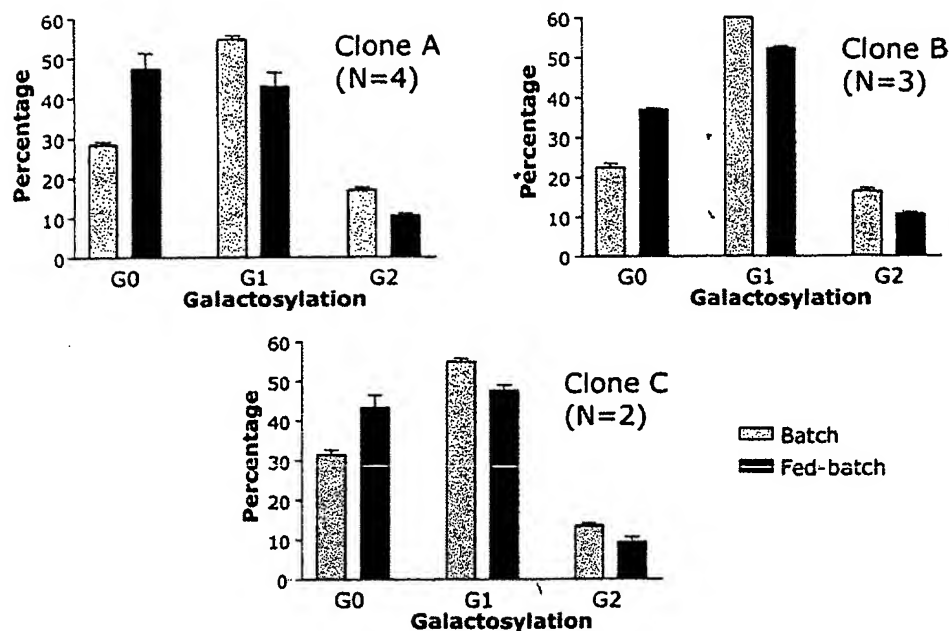 60
50
40
30
20
10
0
Percentage
Clone A
(N=4)
G0 G1 G2
Galactosylation
60
50
40
30
20
10
0
Percentage
Clone B
(N=3)
G0 G1 G2
Galactosylation
60
50
40
30
20
10
0
Percentage
Clone C
(N=2)
G0 G1 G2
Galactosylation
Batch
Fed-batch